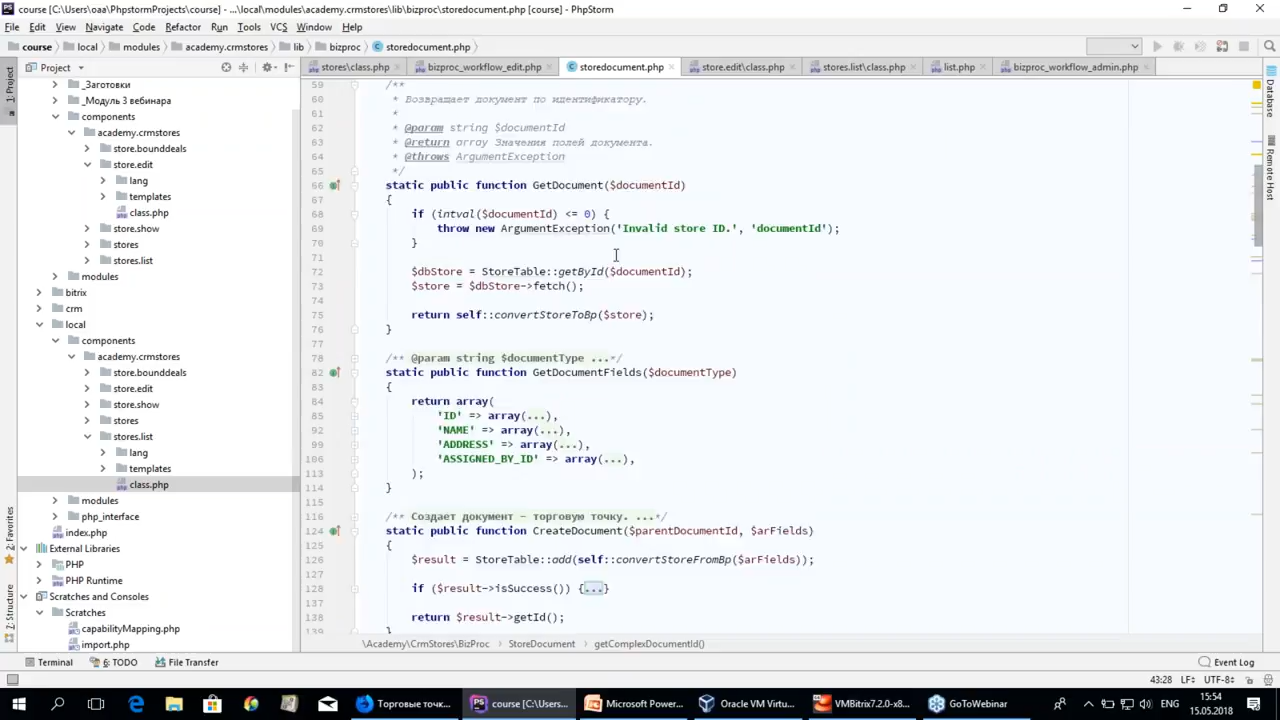 course [C:\Users\oaa\PhpstormProjects\course] - ...\local\modules\academy.crmstores\lib\bizproc\storedocument.php [course] - PhpStorm
File Edit View Navigate Code Refactor Run Tools VCS Window Help
course local modules academy.crmstores lib bizproc storedocument.php
Project
stores\class.php bizproc_workflow_edit.php storedocument.php store.edit\class.php stores.list\class.php list.php bizproc_workflow_admin.php
1: Project
2: Favorites
Z: Structure
Database
Remote Host
_Заготовки
_Модуль 3 вебинара
components
academy.crmstores
store.bounddeals
store.edit
lang
templates
class.php
store.show
stores
stores.list
modules
bitrix
crm
local
components
academy.crmstores
store.bounddeals
store.edit
store.show
stores
stores.list
lang
templates
class.php
modules
php_interface
index.php
External Libraries
PHP
PHP Runtime
Scratches and Consoles
Scratches
capabilityMapping.php
import.php
59 /**
60 * Возвращает документ по идентификатору.
61 *
62 * @param string $documentId
63 * @return array Значения полей документа.
64 * @throws ArgumentException
65 */
66 static public function GetDocument($documentId)
67 {
68 if (intval($documentId) <= 0) {
69 throw new ArgumentException('Invalid store ID.', 'documentId');
70 }
71
72 $dbStore = StoreTable::getById($documentId);
73 $store = $dbStore->fetch();
74
75 return self::convertStoreToBp($store);
76 }
77
78 /** @param string $documentType ...*/
82 static public function GetDocumentFields($documentType)
83 {
84 return array(
85 'ID' => array(...),
92 'NAME' => array(...),
99 'ADDRESS' => array(...),
106 'ASSIGNED_BY_ID' => array(...),
113 );
114 }
115
116 /** Создает документ – торговую точку. ...*/
124 static public function CreateDocument($parentDocumentId, $arFields)
125 {
126 $result = StoreTable::add(self::convertStoreFromBp($arFields));
127
128 if ($result->isSuccess()) {...}
137
138 return $result->getId();
139 }
\Academy\CrmStores\BizProc StoreDocument getComplexDocumentId()
Terminal 6: TODO File Transfer Event Log
43:28 LF÷ UTF-8÷
Торговые точк... course [C:\Users... Microsoft Power... Oracle VM Virtu... VMBitrix7.2.0-x8... GoToWebinar
ENG
15:54
15.05.2018